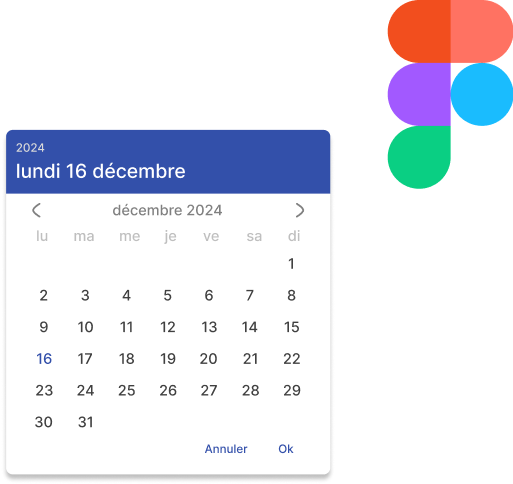 2024
lundi 16 décembre
décembre 2024
lu ma me je ve sa di
1
2 3 4 5 6 7 8
9 10 11 12 13 14 15
16 17 18 19 20 21 22
23 24 25 26 27 28 29
30 31
Annuler Ok